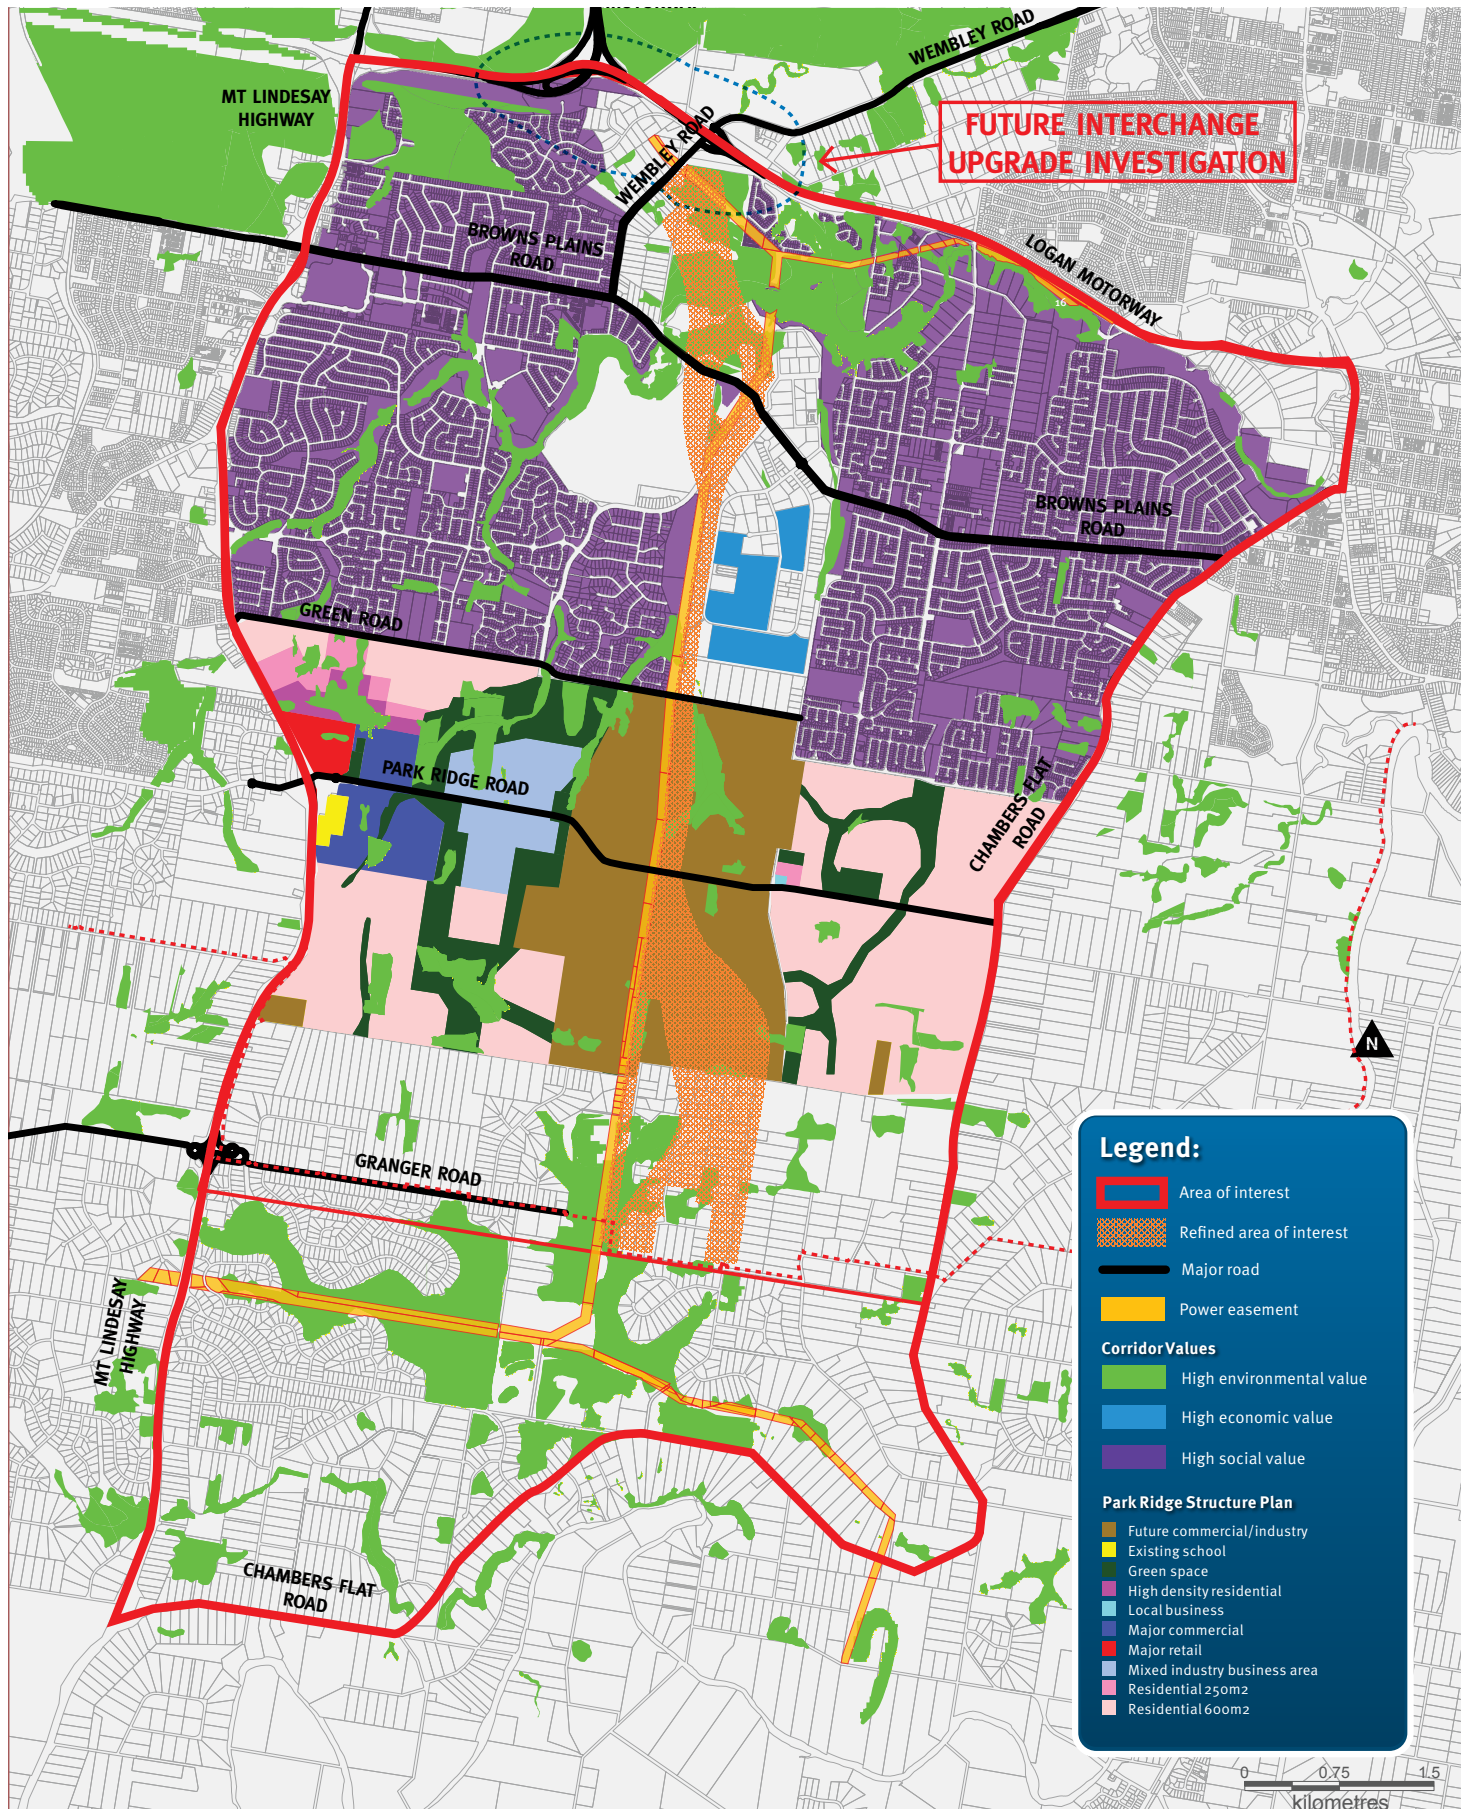 WEMBLEY ROAD
MT LINDESAY
HIGHWAY
WEMBLEY ROAD
FUTURE INTERCHANGE
UPGRADE INVESTIGATION
BROWNS PLAINS
ROAD
LOGAN MOTORWAY
16
BROWNS PLAINS
ROAD
GREEN ROAD
PARK RIDGE ROAD
CHAMBERS FLAT
ROAD
N
GRANGER ROAD
MT LINDESAY
HIGHWAY
CHAMBERS FLAT
ROAD
Legend:
Area of interest
Refined area of interest
Major road
Power easement
Corridor Values
High environmental value
High economic value
High social value
Park Ridge Structure Plan
Future commercial/industry
Existing school
Green space
High density residential
Local business
Major commercial
Major retail
Mixed industry business area
Residential 250m2
Residential 600m2
0 0.75 1.5
kilometres